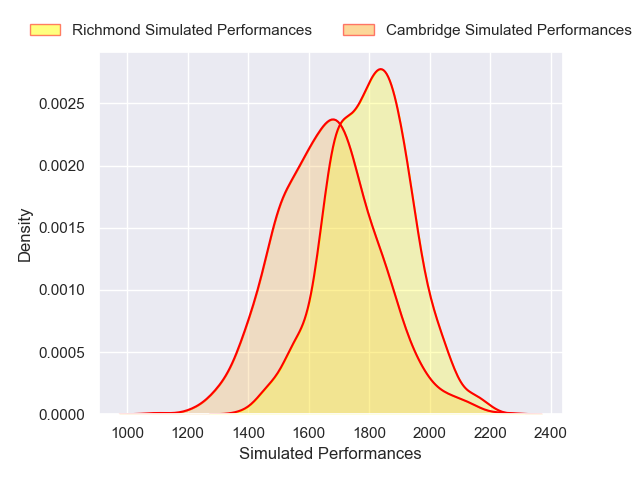 Richmond Simulated Performances
Cambridge Simulated Performances
Density
0.0025
0.0020
0.0015
0.0010
0.0005
0.0000
1000 1200 1400 1600 1800 2000 2200 2400
Simulated Performances